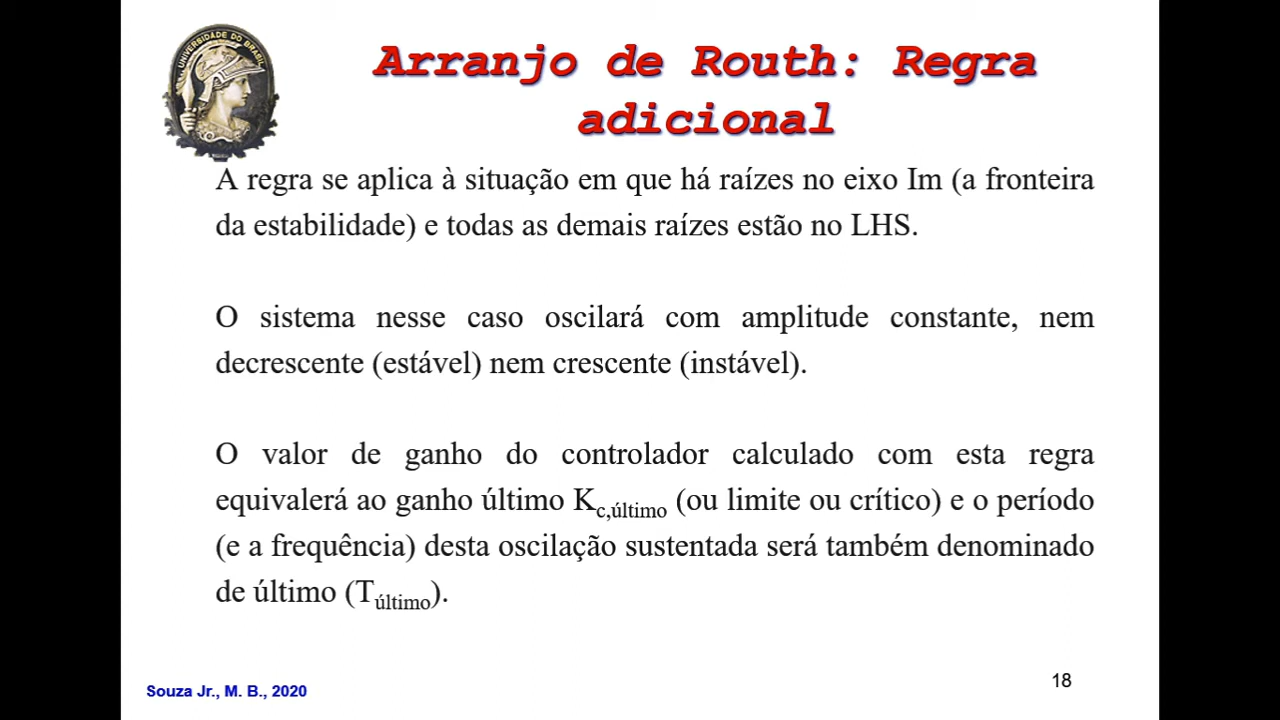 UNIVERSIDADE DO BRASIL
Arranjo de Routh: Regra
adicional
A regra se aplica à situação em que há raízes no eixo Im (a fronteira
da estabilidade) e todas as demais raízes estão no LHS.
O sistema nesse caso oscilará com amplitude constante, nem
decrescente (estável) nem crescente (instável).
O valor de ganho do controlador calculado com esta regra
equivalerá ao ganho último Kc,último (ou limite ou crítico) e o período
(e a frequência) desta oscilação sustentada será também denominado
de último (Túltimo).
Souza Jr., M. B., 2020
18